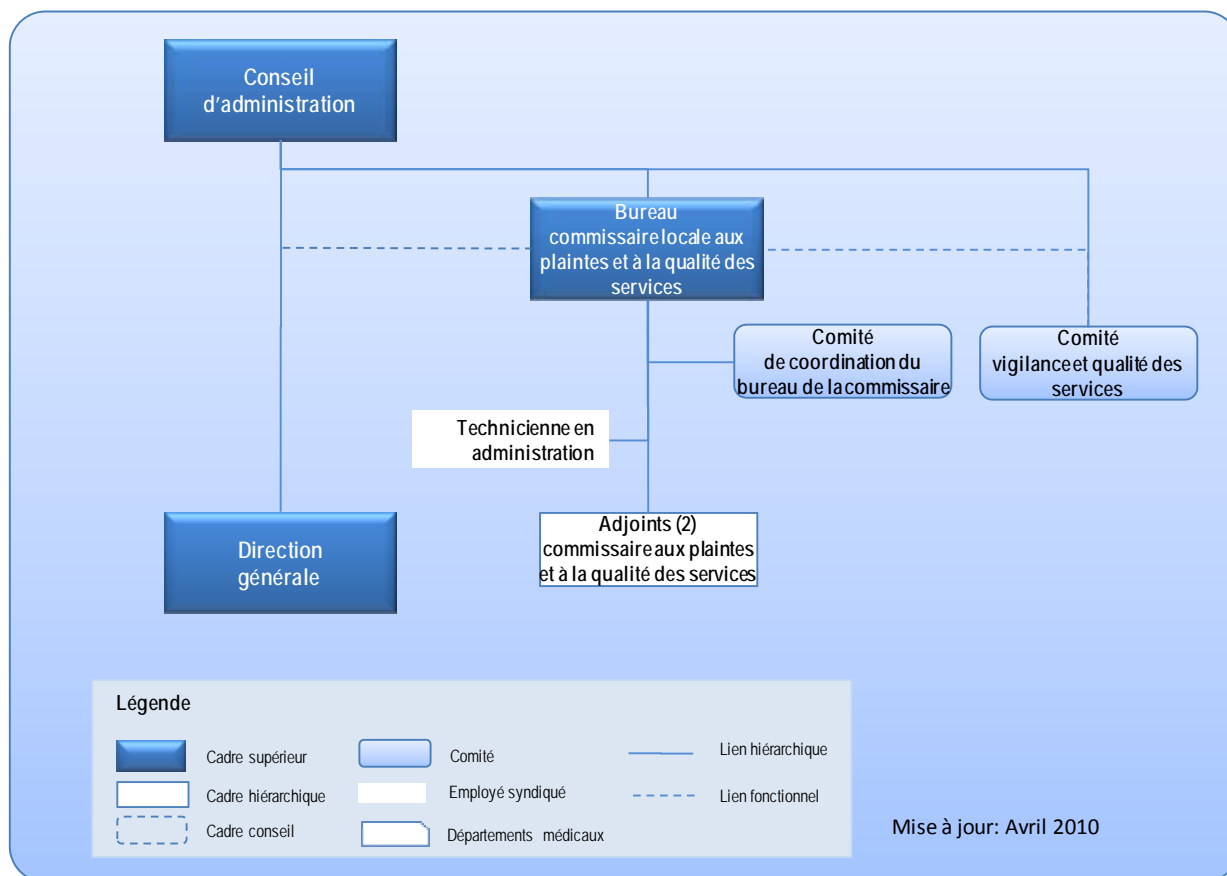 Conseil
d'administration
Bureau
commissaire locale aux
plaintes et à la qualité des
services
Comité
de coordination du
bureau de la commissaire
Comité
vigilance et qualité des
services
Technicienne en
administration
Direction
générale
Adjoints (2)
commissaire aux plaintes
et à la qualité des services
Légende
Cadre supérieur
Comité
Lien hiérarchique
Cadre hiérarchique
Employé syndiqué
Lien fonctionnel
Cadre conseil
Départements médicaux
Mise à jour: Avril 2010